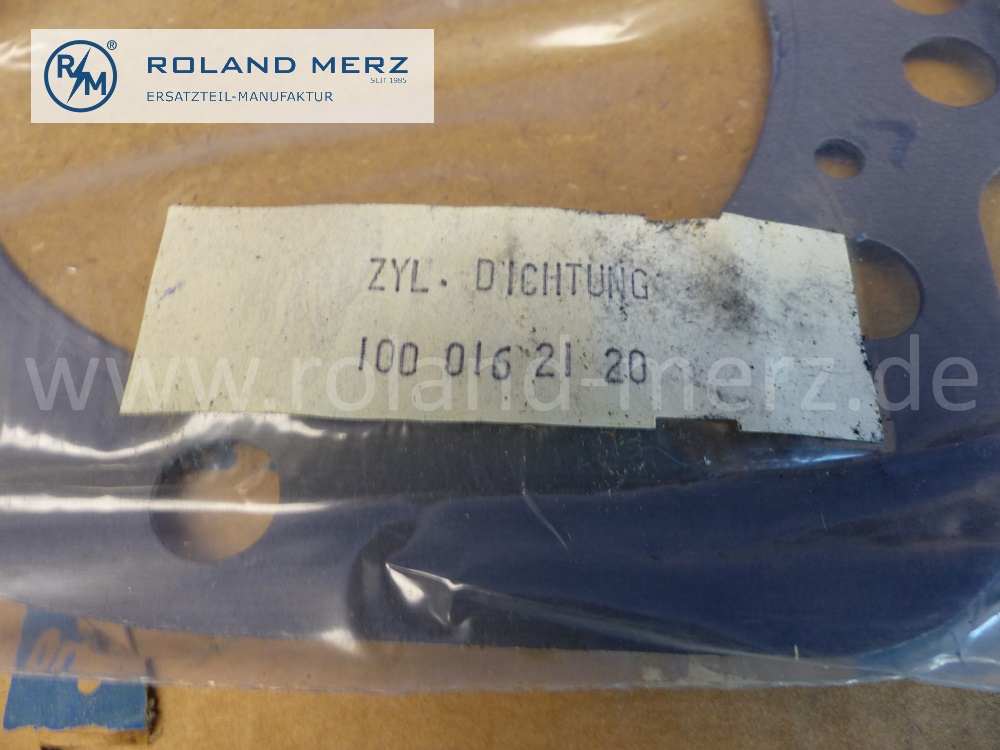 R M ®
ROLAND MERZ
SEIT 1985
ERSATZTEIL-MANUFAKTUR
ZYL. DICHTUNG
100 016 21 20
www.roland-merz.de